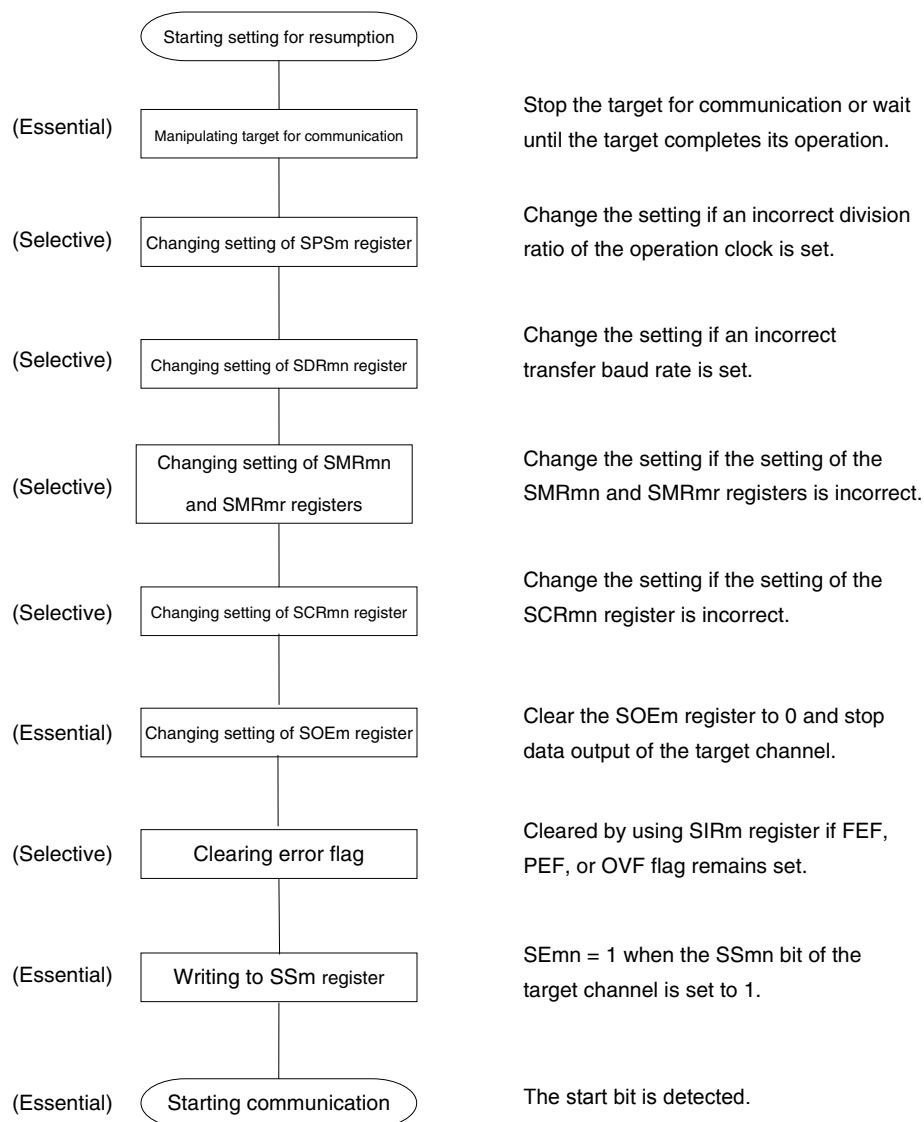 Starting setting for resumption
(Essential)
Manipulating target for communication
Stop the target for communication or wait
until the target completes its operation.
(Selective)
Changing setting of SPSm register
Change the setting if an incorrect division
ratio of the operation clock is set.
(Selective)
Changing setting of SDRmn register
Change the setting if an incorrect
transfer baud rate is set.
(Selective)
Changing setting of SMRmn
and SMRmr registers
Change the setting if the setting of the
SMRmn and SMRmr registers is incorrect.
(Selective)
Changing setting of SCRmn register
Change the setting if the setting of the
SCRmn register is incorrect.
(Essential)
Changing setting of SOEm register
Clear the SOEm register to 0 and stop
data output of the target channel.
(Selective)
Clearing error flag
Cleared by using SIRm register if FEF,
PEF, or OVF flag remains set.
(Essential)
Writing to SSm register
SEmn = 1 when the SSmn bit of the
target channel is set to 1.
(Essential)
Starting communication
The start bit is detected.